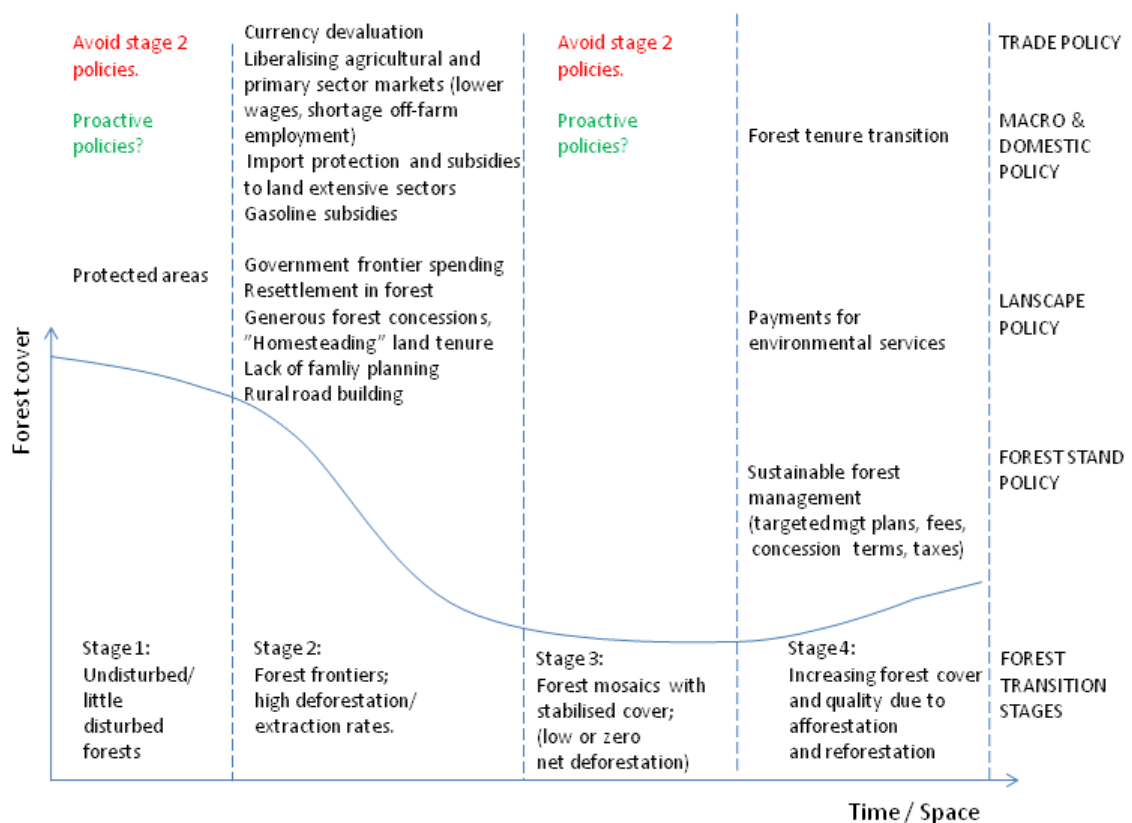 Avoid stage 2
policies.
Proactive
policies?
Protected areas
Currency devaluation
Liberalising agricultural and
primary sector markets (lower
wages, shortage off-farm
employment)
Import protection and subsidies
to land extensive sectors
Gasoline subsidies
Government frontier spending
Resettlement in forest
Generous forest concessions,
"Homesteading" land tenure
Lack of famliy planning
Rural road building
Avoid stage 2
policies.
Proactive
policies?
Forest tenure transition
Payments for
environmental services
Sustainable forest
management
(targeted mgt plans, fees,
concession terms, taxes)
TRADE POLICY
MACRO &
DOMESTIC
POLICY
LANSCAPE
POLICY
FOREST STAND
POLICY
FOREST
TRANSITION
STAGES
Forest cover
Stage 1:
Undisturbed/
little
disturbed
forests
Stage 2:
Forest frontiers;
high deforestation/
extraction rates.
Stage 3:
Forest mosaics with
stabilised cover;
(low or zero
net deforestation)
Stage 4:
Increasing forest cover
and quality due to
afforestation
and reforestation
Time / Space